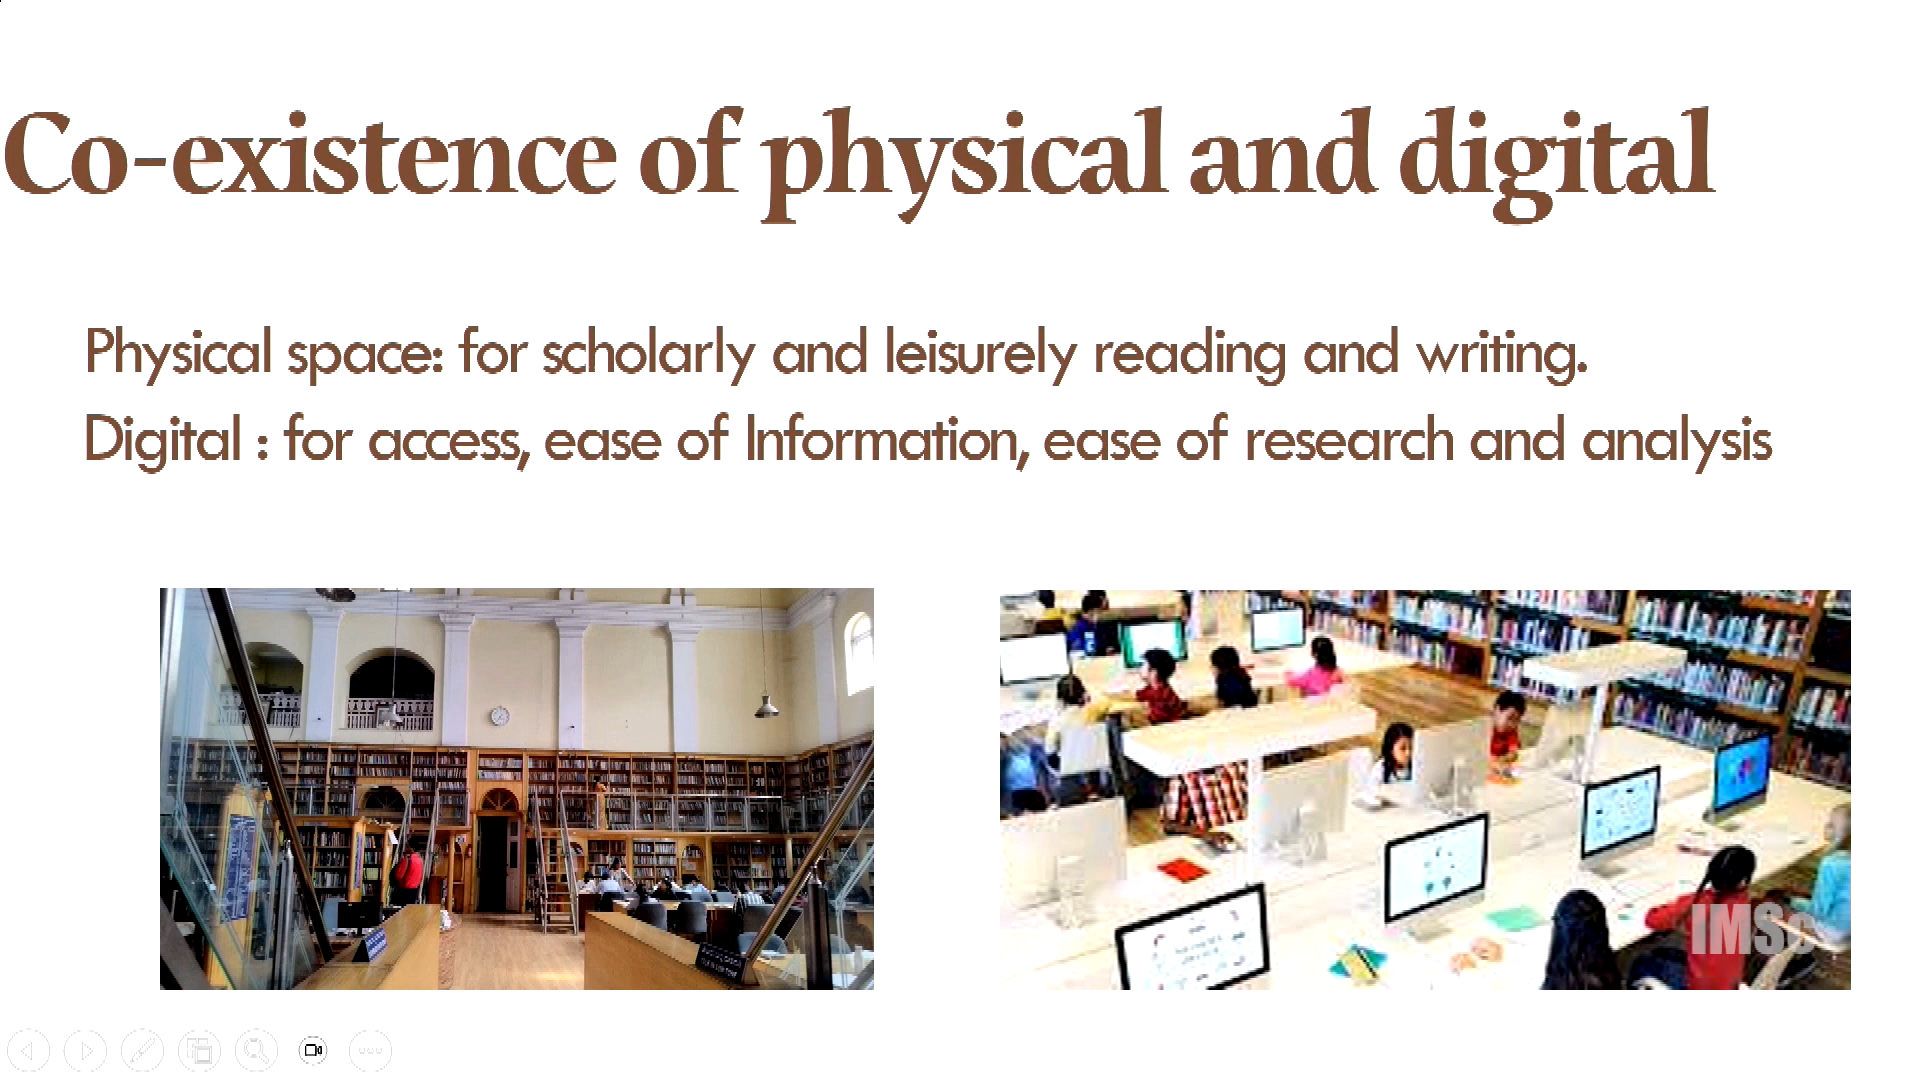 Co-existence of physical and digital
Physical space: for scholarly and leisurely reading and writing.
Digital : for access, ease of Information, ease of research and analysis
IMSc